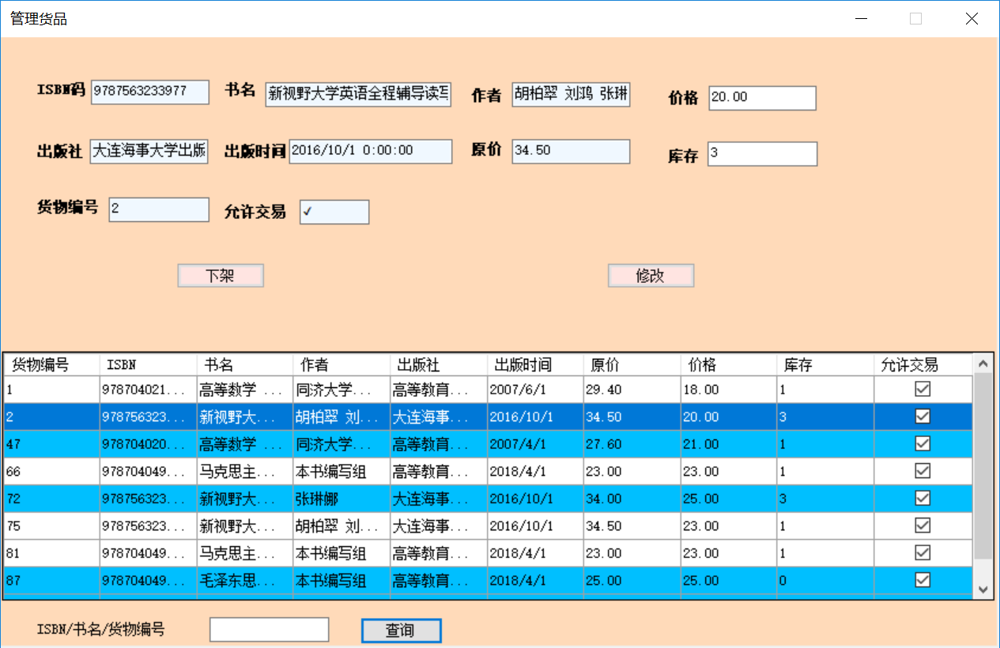 管理货品
ISBN码 9787563233977 书名 新视野大学英语全程辅导读写 作者 胡柏翠 刘鸿 张琳 价格 20.00
出版社 大连海事大学出版 出版时间 2016/10/1 0:00:00 原价 34.50 库存 3
货物编号 2 允许交易 ✓
下架 修改
货物编号 ISBN 书名 作者 出版社 出版时间 原价 价格 库存 允许交易
1 978704021... 高等数学 ... 同济大学... 高等教育... 2007/6/1 29.40 18.00 1
2 978756323... 新视野大... 胡柏翠 刘... 大连海事... 2016/10/1 34.50 20.00 3
47 978704020... 高等数学 ... 同济大学... 高等教育... 2007/4/1 27.60 21.00 1
66 978704049... 马克思主... 本书编写组 高等教育... 2018/4/1 23.00 23.00 1
72 978756323... 新视野大... 张琳娜 大连海事... 2016/10/1 34.00 25.00 3
75 978756323... 新视野大... 胡柏翠 刘... 大连海事... 2016/10/1 34.50 23.00 1
81 978704049... 马克思主... 本书编写组 高等教育... 2018/4/1 23.00 23.00 1
87 978704049... 毛泽东思... 本书编写组 高等教育... 2018/4/1 25.00 25.00 0
ISBN/书名/货物编号 查询